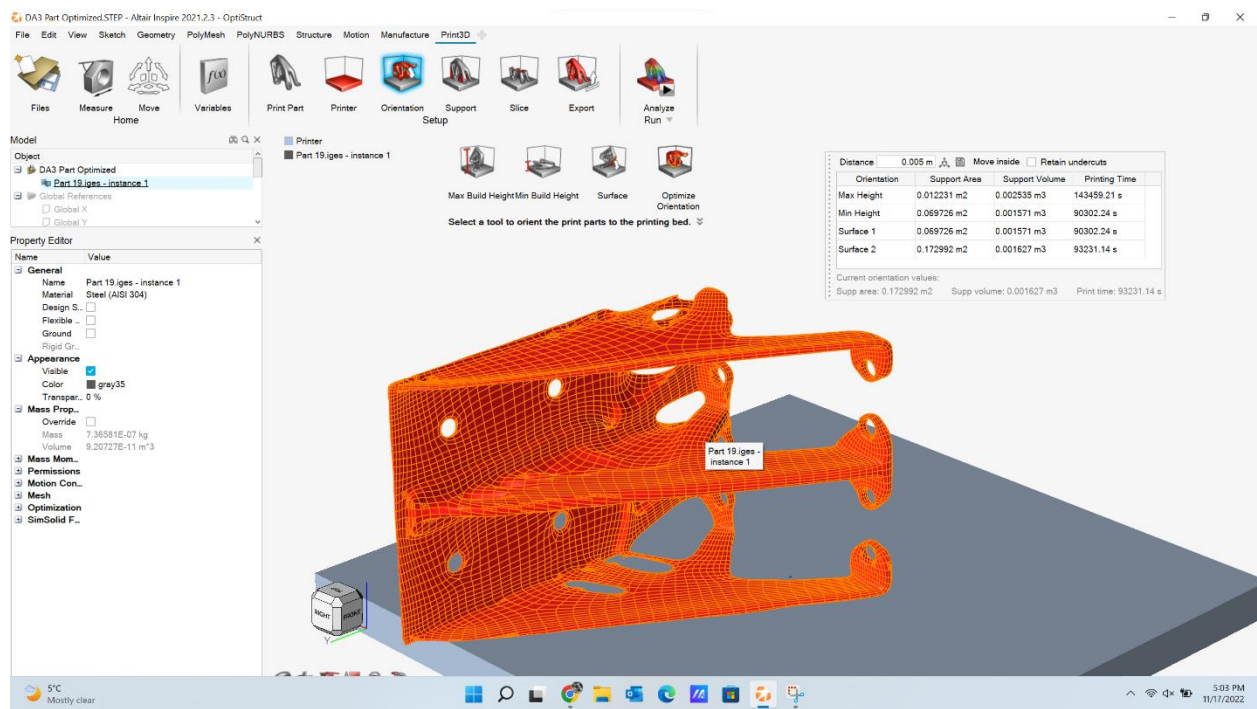 DA3 Part Optimized.STEP - Altair Inspire 2021.2.3 - OptiStruct
File Edit View Sketch Geometry PolyMesh PolyNURBS Structure Motion Manufacture Print3D
f(x)
Files Measure Move Variables Print Part Printer Orientation Support Slice Export Analyze
Home Setup Run
Model
Object
DA3 Part Optimized
Part 19.iges - instance 1
Global References
Global X
Global Y
Printer
Part 19.iges - instance 1
Max Build Height Min Build Height Surface Optimize
Orientation
Select a tool to orient the print parts to the printing bed.
Distance 0.005 m Move inside Retain undercuts
Orientation Support Area Support Volume Printing Time
Max Height 0.012231 m2 0.002535 m3 143459.21 s
Min Height 0.069726 m2 0.001571 m3 90302.24 s
Surface 1 0.069726 m2 0.001571 m3 90302.24 s
Surface 2 0.172992 m2 0.001627 m3 93231.14 s
Current orientation values:
Supp area: 0.172992 m2 Supp volume: 0.001627 m3 Print time: 93231.14 s
Property Editor
Name Value
General
Name Part 19.iges - instance 1
Material Steel (AISI 304)
Design S...
Flexible ...
Ground
Rigid Gr...
Appearance
Visible
Color gray35
Transpar... 0 %
Mass Prop...
Override
Mass 7.36581E-07 kg
Volume 9.20727E-11 m^3
Mass Mom...
Permissions
Motion Con...
Mesh
Optimization
SimSolid F...
Part 19.iges -
instance 1
RIGHT FRONT
Y
5°C
Mostly clear
5:03 PM
11/17/2022